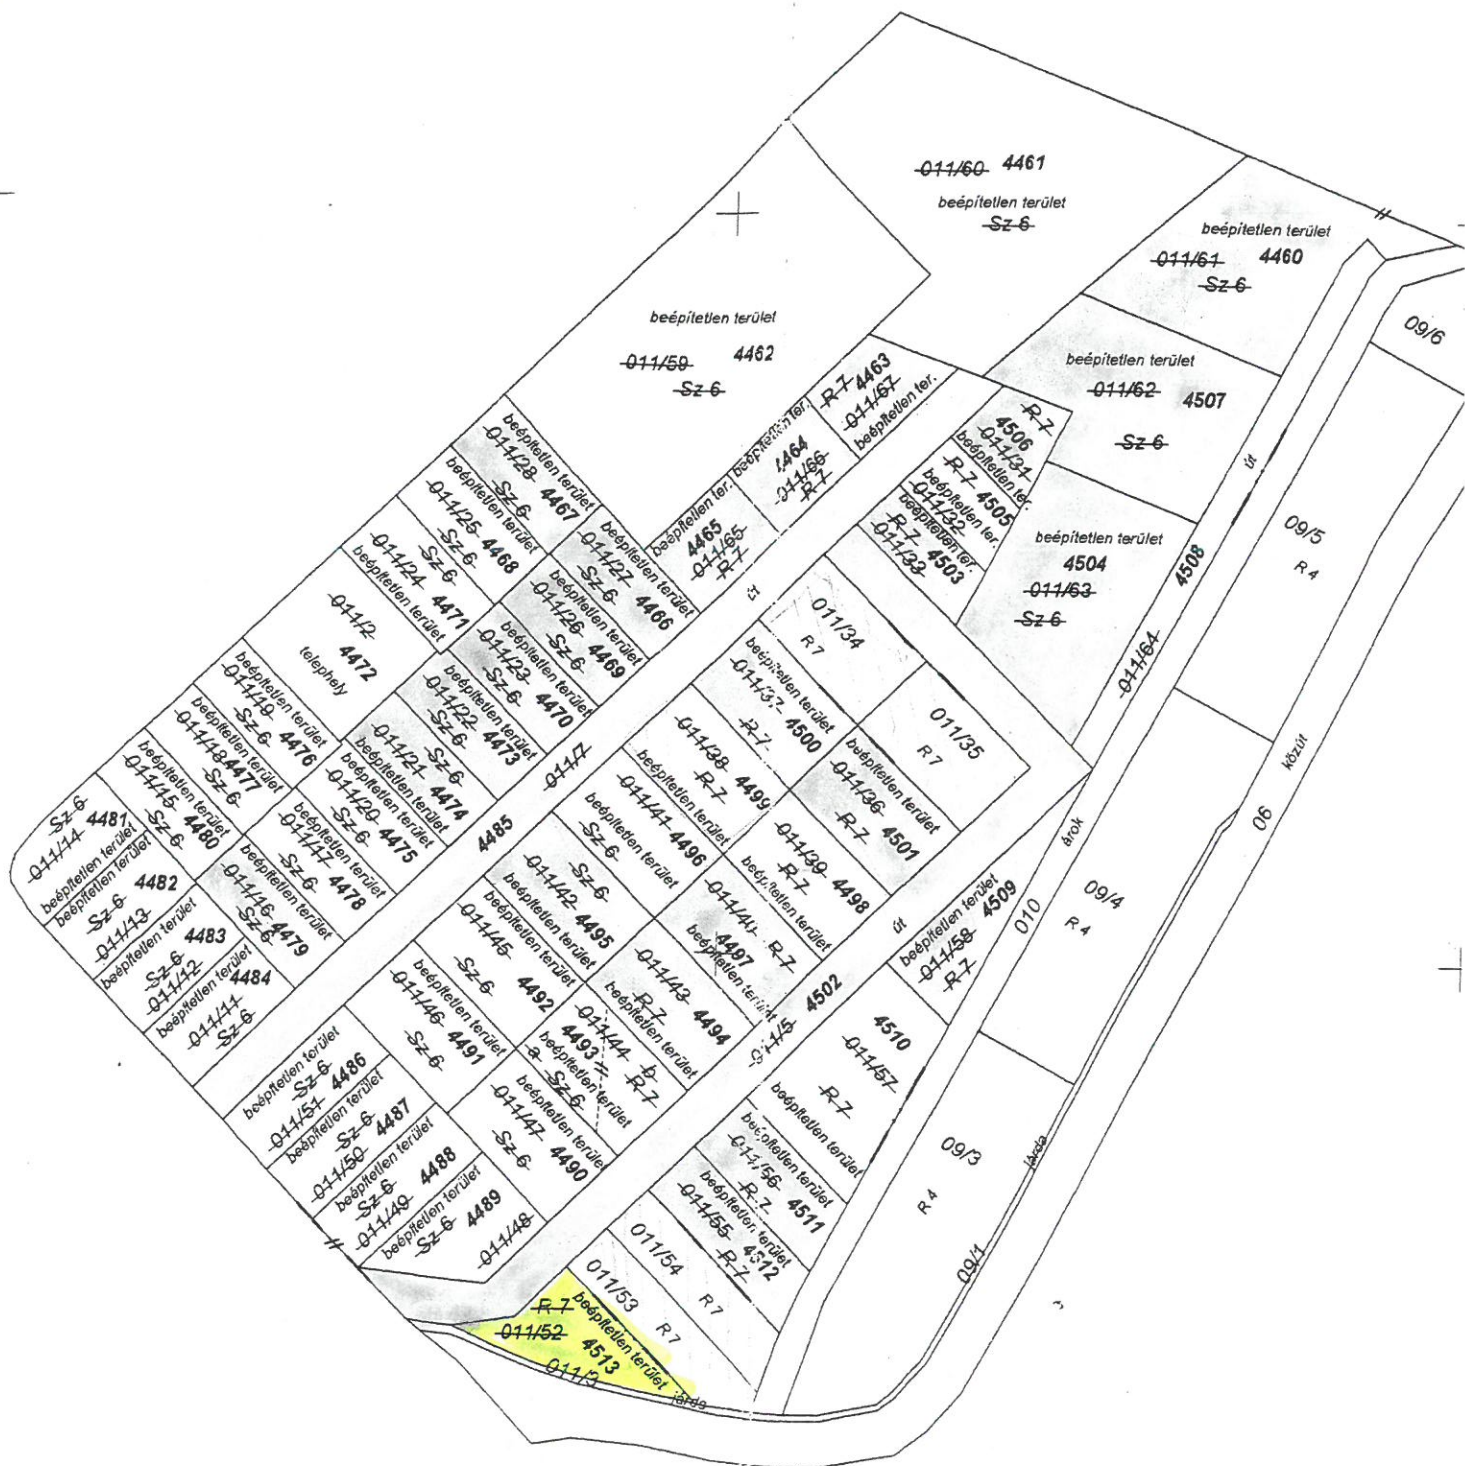 011/60 4461
beépítetlen terület
Sz 6
beépítetlen terület
011/61 4460
Sz 6
09/6
beépítetlen terület
011/59 4462
Sz 6
beépítetlen terület
011/62 4507
Sz 6
R 7 4463
011/67
beépítetlen ter.
beépítetlen ter.
011/66
R 7
beépítetlen ter.
4465
011/65
R 7
R 7
4506
011/31
beépítetlen ter.
R 7 4505
011/32
beépítetlen ter.
R 7 4503
011/33
beépítetlen ter.
beépítetlen terület
4504
011/63
Sz 6
út
4508
011/64
09/5
R 4
beépítetlen terület
011/28 4467
Sz 6
beépítetlen terület
011/25 4468
Sz 6
Sz 6
011/24 4471
beépítetlen terület
011/2
4472
telephely
beépítetlen terület
011/27 4466
Sz 6
beépítetlen terület
011/26 4469
Sz 6
beépítetlen terület
011/23 4470
Sz 6
beépítetlen terület
011/22 4473
Sz 6
Sz 6
011/21 4474
beépítetlen terület
beépítetlen terület
011/20 4475
Sz 6
beépítetlen terület
011/19 4476
Sz 6
beépítetlen terület
011/18 4477
Sz 6
beépítetlen terület
011/17 4478
Sz 6
beépítetlen terület
011/15 4480
Sz 6
beépítetlen terület
011/16 4479
Sz 6
Sz 6 4481
011/14
beépítetlen terület
beépítetlen terület
Sz 6 4482
011/13
beépítetlen terület
Sz 6 4483
011/12
beépítetlen terület
4484
011/11
Sz 6
011/7
4485
011/34
R 7
011/35
R 7
beépítetlen terület
011/37 4500
R 7
beépítetlen terület
011/36 4501
R 7
011/38 4499
R 7
beépítetlen terület
011/39 4498
R 7
beépítetlen terület
011/41 4496
beépítetlen terület
Sz 6
011/40 R 7
4497
beépítetlen terület
Sz 6
011/42 4495
beépítetlen terület
011/43 4494
R 7
beépítetlen terület
beépítetlen terület
011/45 4492
Sz 6
011/44 b
4493 R 7
beépítetlen terület
a Sz 6
beépítetlen terület
011/46 4491
Sz 6
beépítetlen terület
011/47 4490
Sz 6
beépítetlen terület
Sz 6 4486
011/51
beépítetlen terület
Sz 6 4487
011/50
beépítetlen terület
Sz 6 4488
011/49
beépítetlen terület
Sz 6 4489
011/48
út
4502
beépítetlen terület
4509
011/58
R 7
4510
011/57
R 7
beépítetlen terület
beépítetlen terület
011/56 4511
R 7
beépítetlen terület
011/55 4512
R 7
011/54
R 7
011/53
R 7
R 7
beépítetlen terület
011/52 4513
011/3
járda
árok
010
09/4
R 4
09/3
R 4
járda
09/1
közút
06